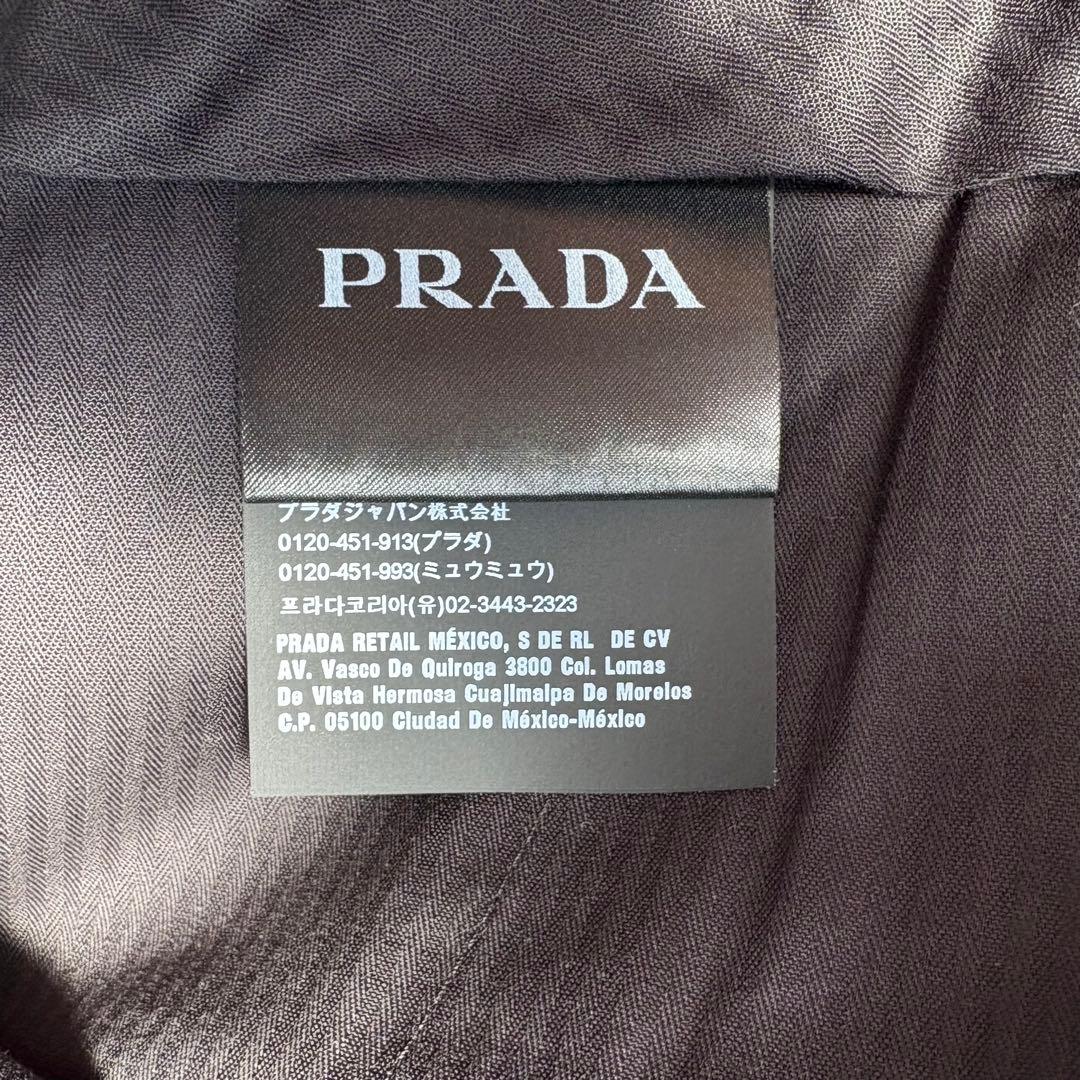 PRADA
プラダジャパン株式会社
0120-451-913(プラダ)
0120-451-993(ミュウミュウ)
프라다코리아(유)02-3443-2323
PRADA RETAIL MÉXICO, S DE RL DE CV
AV. Vasco De Quiroga 3800 Col. Lomas
De Vista Hermosa Cuajimalpa De Morelos
C.P. 05100 Ciudad De México-México